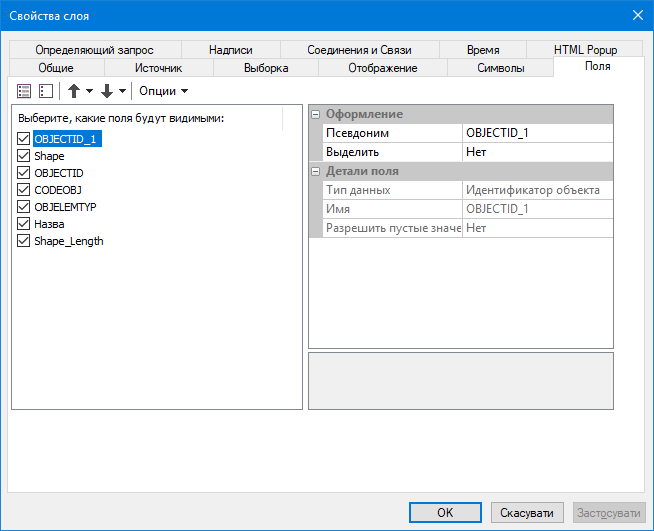 Свойства слоя
Определяющий запрос Надписи Соединения и Связи Время HTML Popup
Общие Источник Выборка Отображение Символы Поля
Опции
Выберите, какие поля будут видимыми:
OBJECTID_1
Shape
OBJECTID
CODEOBJ
OBJELEMTYP
Назва
Shape_Length
Оформление
Псевдоним OBJECTID_1
Выделить Нет
Детали поля
Тип данных Идентификатор объекта
Имя OBJECTID_1
Разрешить пустые значе Нет
OK Скасувати Застосувати